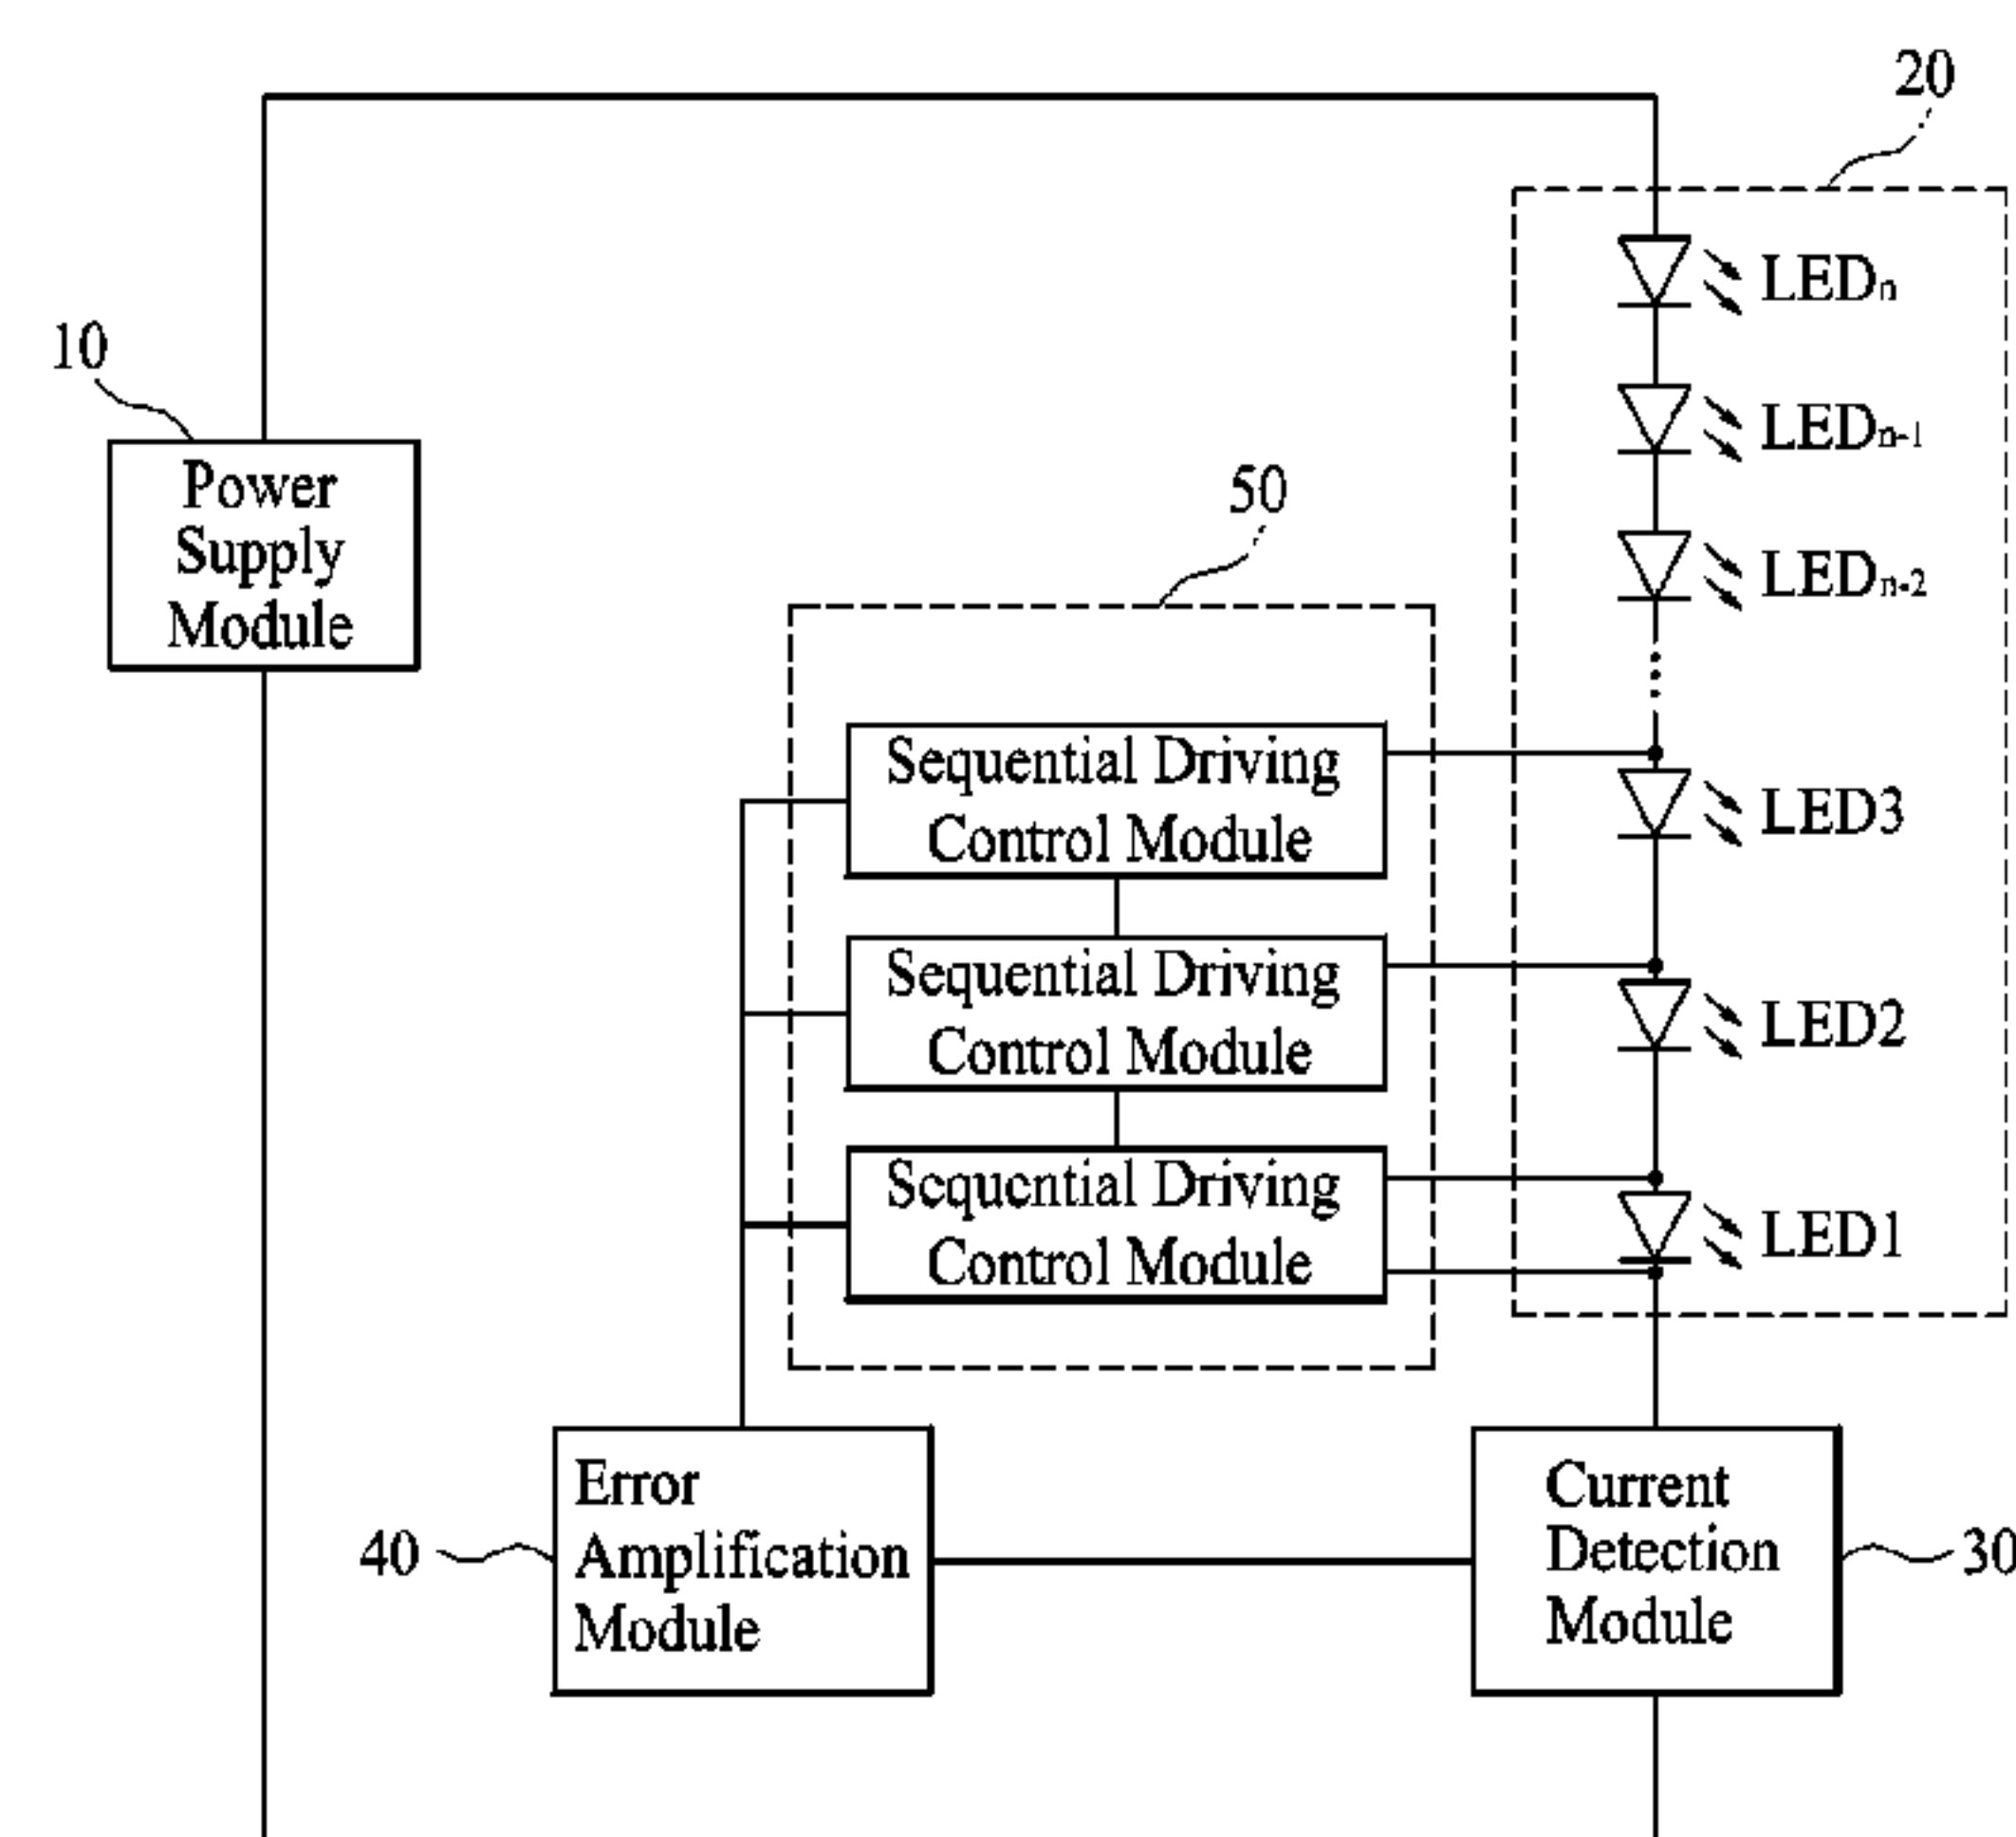 20
LEDn
10
LEDn-1
Power
Supply
Module
50
LEDn-2
Sequential Driving
Control Module
LED3
Sequential Driving
Control Module
LED2
Sequential Driving
Control Module
LED1
Error
Amplification
Module
40
Current
Detection
Module
30